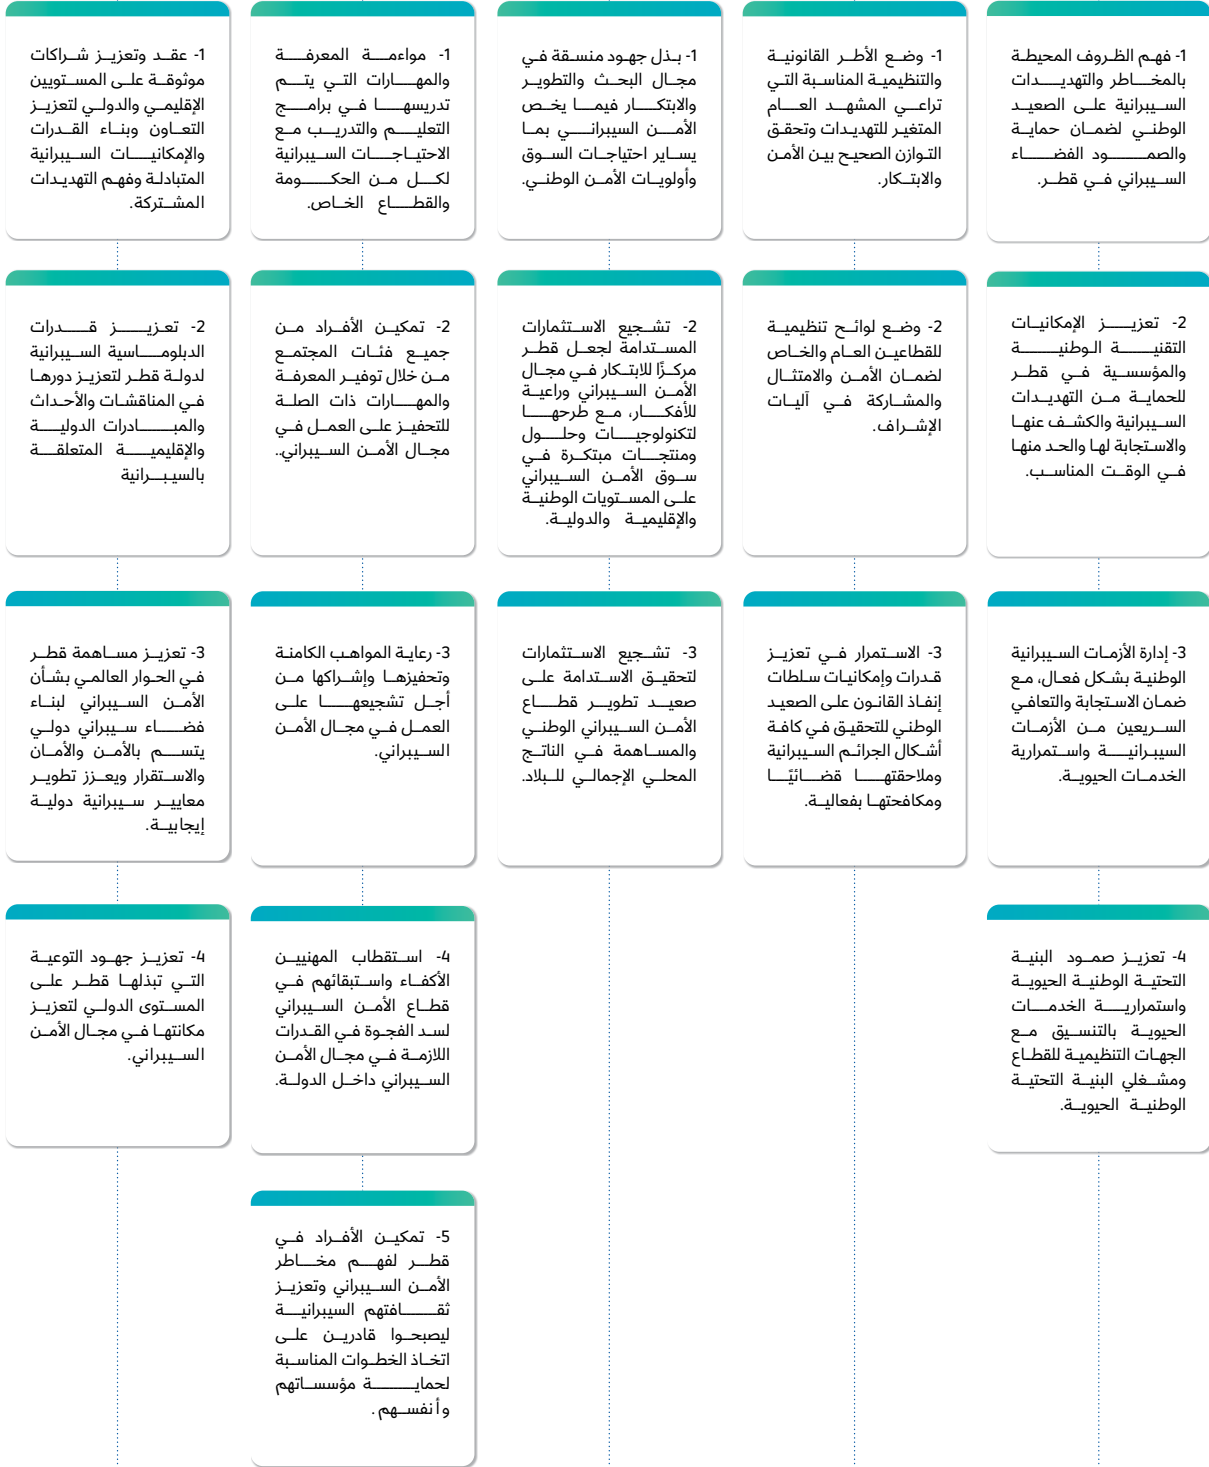 1- فهم الظروف المحيطة
بالمخاطر والتهديدات
السيبرانية على الصعيد
الوطني لضمان حماية
والصمود الفضاء
السيبراني في قطر.
2- تعزيز الإمكانيات
التقنية الوطنية
والمؤسسية في قطر
للحماية من التهديدات
السيبرانية والكشف عنها
والاستجابة لها والحد منها
في الوقت المناسب.
3- إدارة الأزمات السيبرانية
الوطنية بشكل فعال، مع
ضمان الاستجابة والتعافي
السريعين من الأزمات
السيبرانية واستمرارية
الخدمات الحيوية.
4- تعزيز صمود البنية
التحتية الوطنية الحيوية
واستمرارية الخدمات
الحيوية بالتنسيق مع
الجهات التنظيمية للقطاع
ومشغلي البنية التحتية
الوطنية الحيوية.
1- وضع الأطر القانونية
والتنظيمية المناسبة التي
تراعي المشهد العام
المتغير للتهديدات وتحقق
التوازن الصحيح بين الأمن
والابتكار.
2- وضع لوائح تنظيمية
للقطاعين العام والخاص
لضمان الأمن والامتثال
والمشاركة في آليات
الإشراف.
3- الاستمرار في تعزيز
قدرات وإمكانيات سلطات
إنفاذ القانون على الصعيد
الوطني للتحقيق في كافة
أشكال الجرائم السيبرانية
وملاحقتها قضائيًا
ومكافحتها بفعالية.
1- بذل جهود منسقة في
مجال البحث والتطوير
والابتكار فيما يخص
الأمن السيبراني بما
يساير احتياجات السوق
وأولويات الأمن الوطني.
2- تشجيع الاستثمارات
المستدامة لجعل قطر
مركزًا للابتكار في مجال
الأمن السيبراني وراعية
للأفكار، مع طرحها
لتكنولوجيات وحلول
ومنتجات مبتكرة في
سوق الأمن السيبراني
على المستويات الوطنية
والإقليمية والدولية.
3- تشجيع الاستثمارات
لتحقيق الاستدامة على
صعيد تطوير قطاع
الأمن السيبراني الوطني
والمساهمة في الناتج
المحلي الإجمالي للبلاد.
1- مواءمة المعرفة
والمهارات التي يتم
تدريسها في برامج
التعليم والتدريب مع
الاحتياجات السيبرانية
لكل من الحكومة
والقطاع الخاص.
2- تمكين الأفراد من
جميع فئات المجتمع
من خلال توفير المعرفة
والمهارات ذات الصلة
للتحفيز على العمل في
مجال الأمن السيبراني..
3- رعاية المواهب الكامنة
وتحفيزها وإشراكها من
أجل تشجيعها على
العمل في مجال الأمن
السيبراني.
4- استقطاب المهنيين
الأكفاء واستبقائهم في
قطاع الأمن السيبراني
لسد الفجوة في القدرات
اللازمة في مجال الأمن
السيبراني داخل الدولة.
5- تمكين الأفراد في
قطر لفهم مخاطر
الأمن السيبراني وتعزيز
ثقافتهم السيبرانية
ليصبحوا قادرين على
اتخاذ الخطوات المناسبة
لحماية مؤسساتهم
وأنفسهم.
1- عقد وتعزيز شراكات
موثوقة على المستويين
الإقليمي والدولي لتعزيز
التعاون وبناء القدرات
والإمكانيات السيبرانية
المتبادلة وفهم التهديدات
المشتركة.
2- تعزيز قدرات
الدبلوماسية السيبرانية
لدولة قطر لتعزيز دورها
في المناقشات والأحداث
والمبادرات الدولية
والإقليمية المتعلقة
بالسيبرانية
3- تعزيز مساهمة قطر
في الحوار العالمي بشأن
الأمن السيبراني لبناء
فضاء سيبراني دولي
يتسم بالأمن والأمان
والاستقرار ويعزز تطوير
معايير سيبرانية دولية
إيجابية.
4- تعزيز جهود التوعية
التي تبذلها قطر على
المستوى الدولي لتعزيز
مكانتها في مجال الأمن
السيبراني.